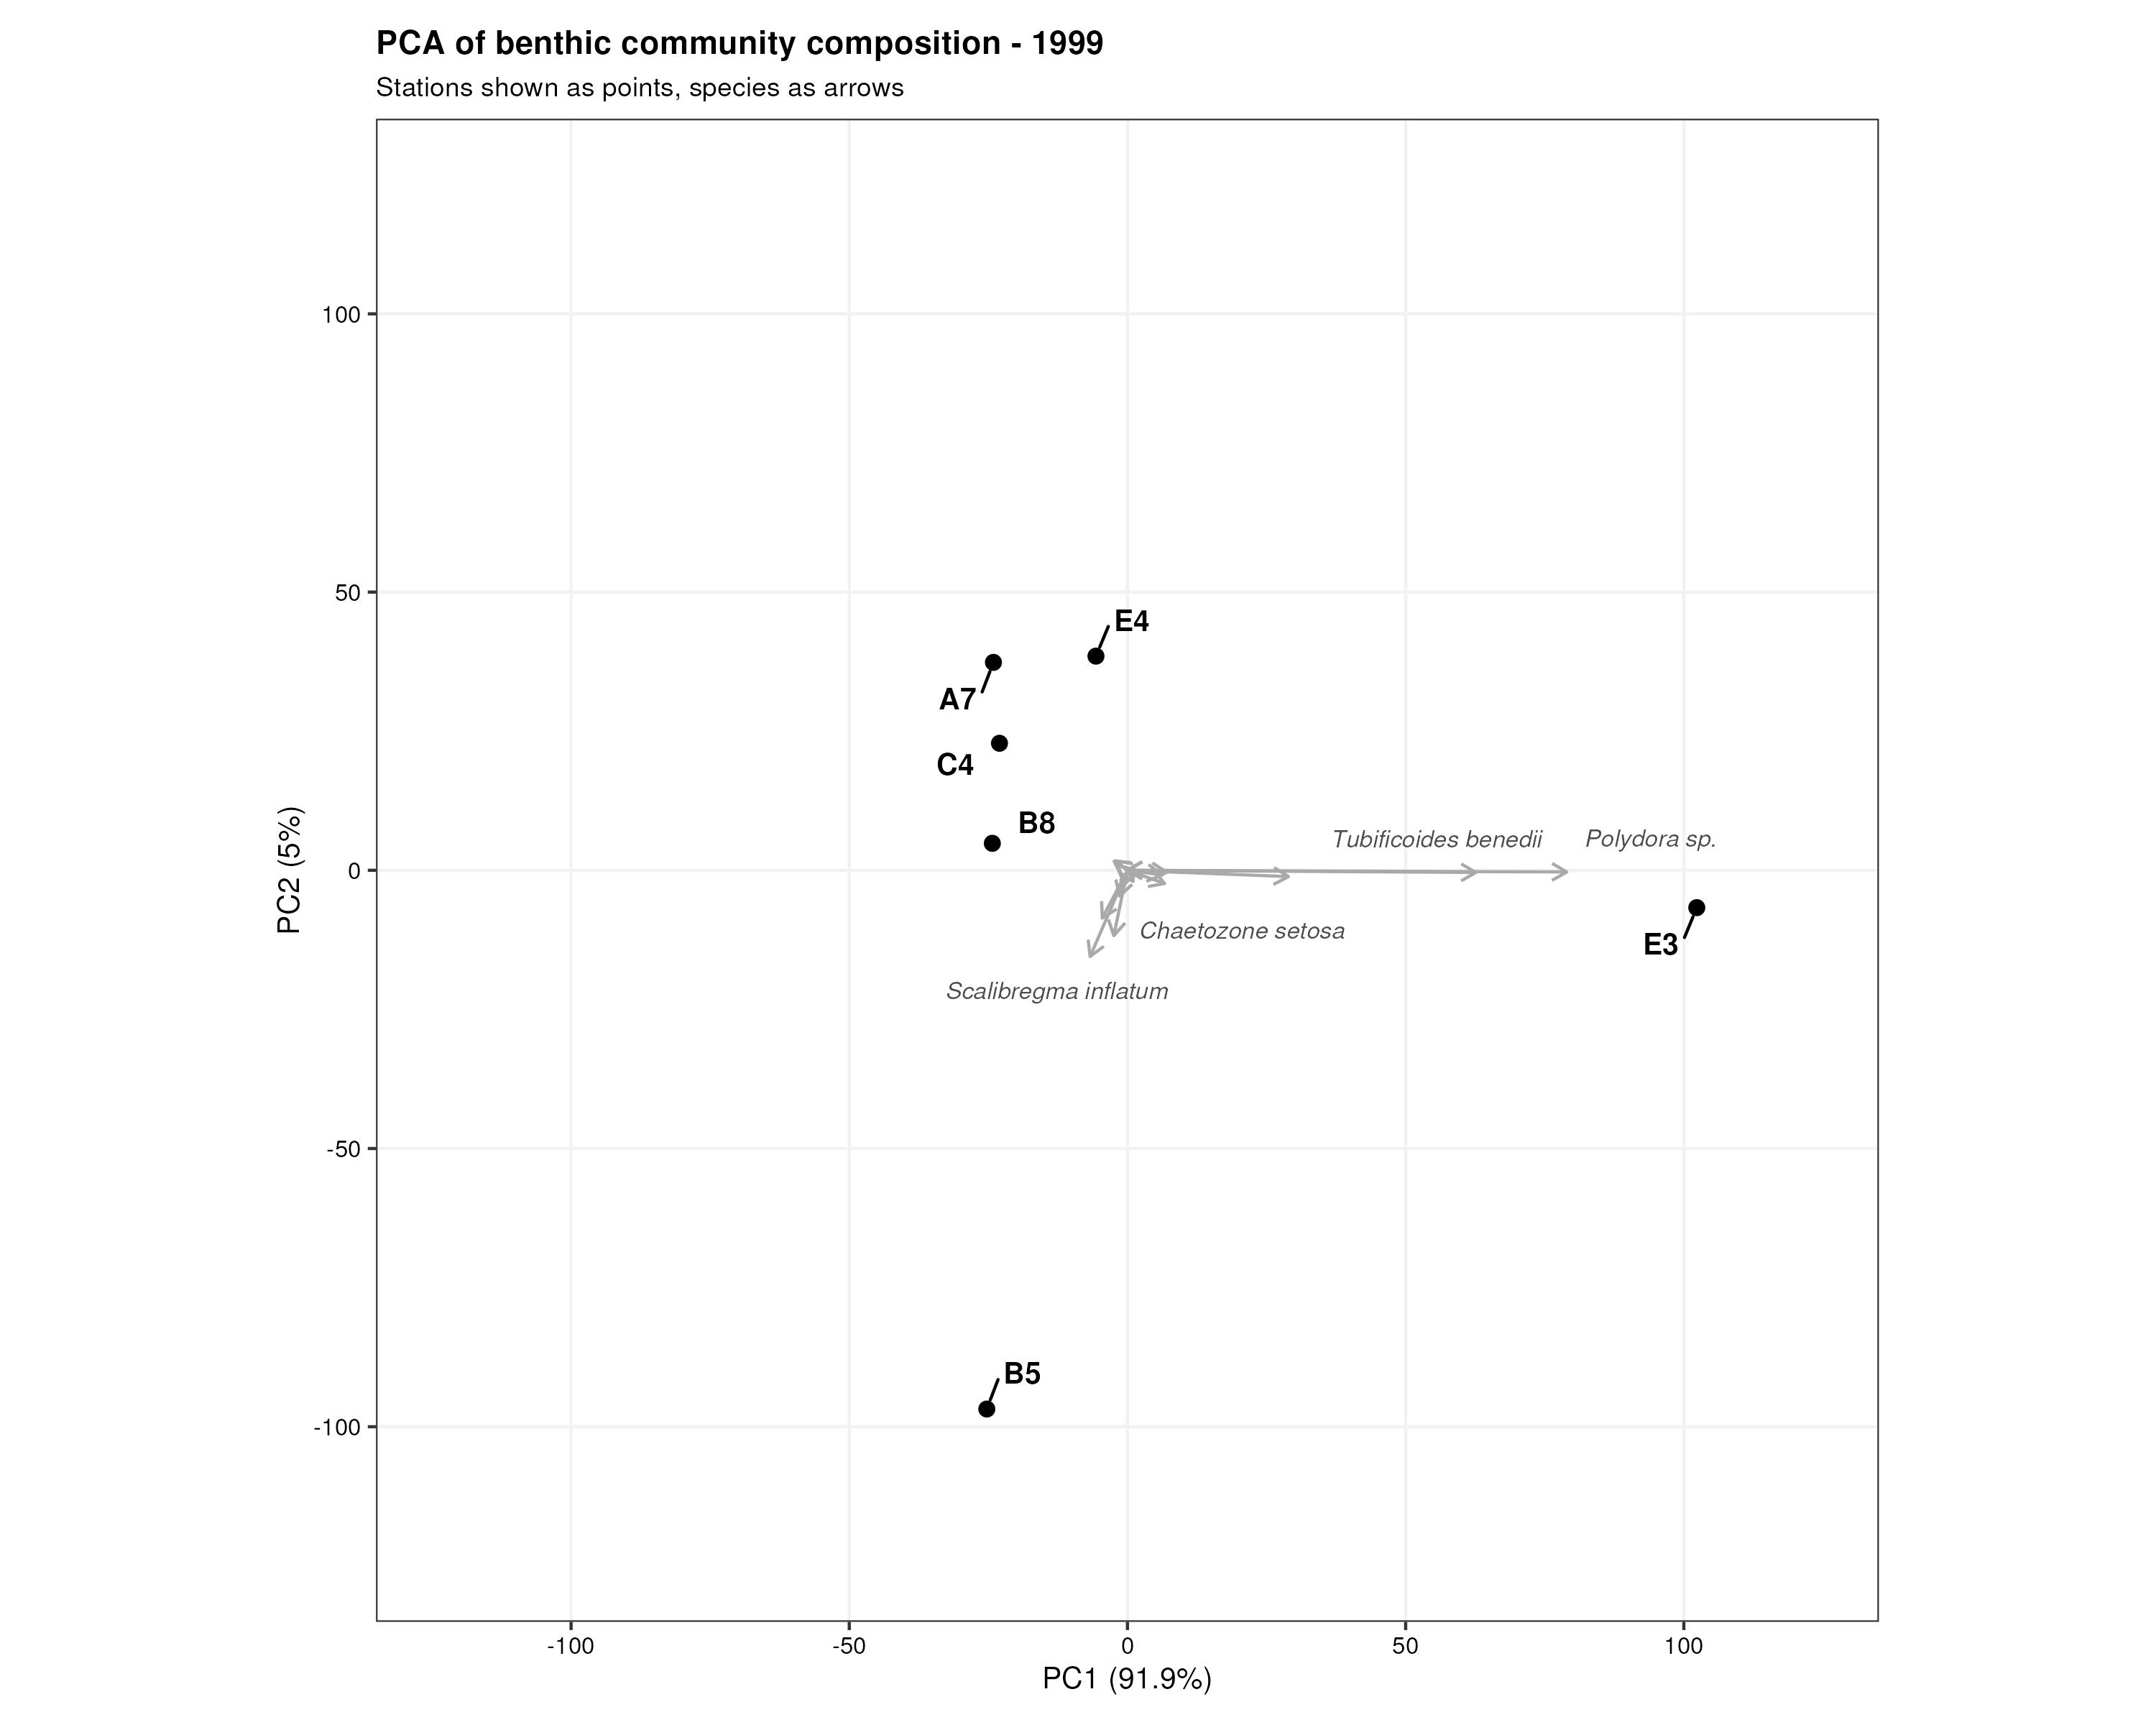 PCA of benthic community composition - 1999
Stations shown as points, species as arrows
100
50
0
-50
-100
PC2 (5%)
E4
A7
C4
B8
Tubificoides benedii
Polydora sp.
Chaetozone setosa
E3
Scalibregma inflatum
B5
-100
-50
0
50
100
PC1 (91.9%)